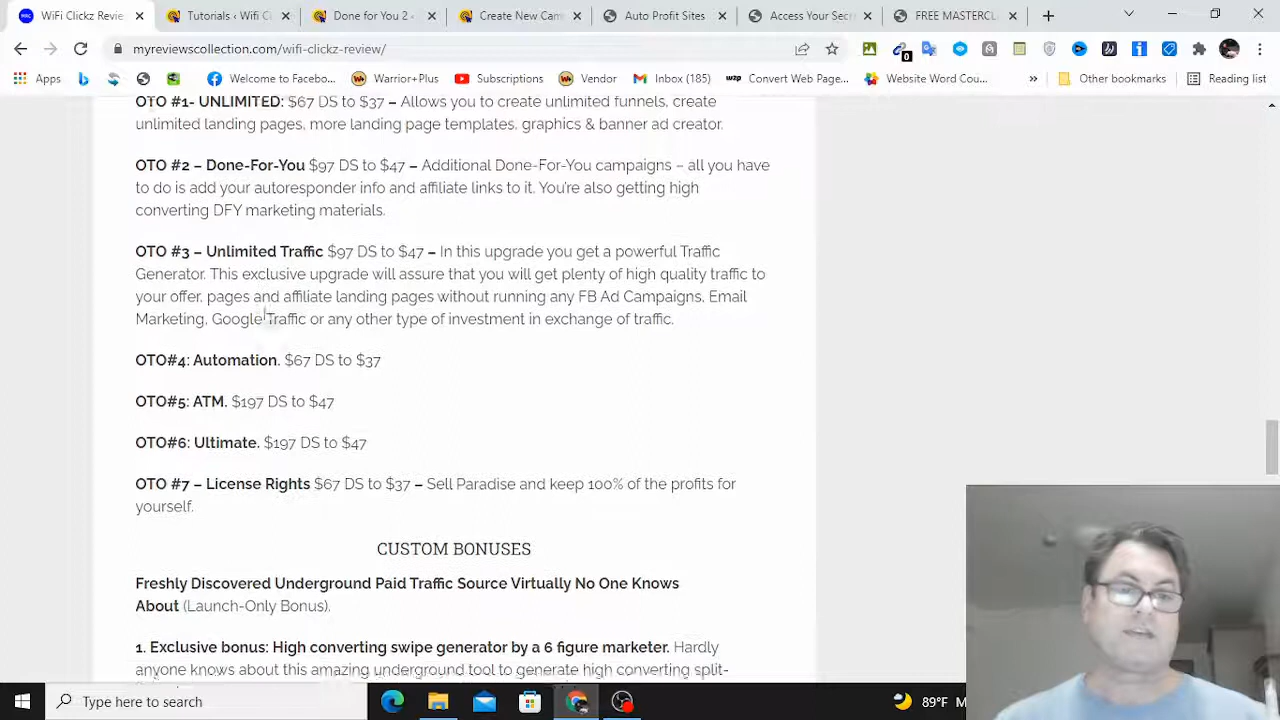 WiFi Clickz Revie
Tutorials ‹ Wifi C
Done for You 2 ‹
Create New Cam
Auto Profit Sites
Access Your Secr
FREE MASTERCL
myreviewscollection.com/wifi-clickz-review/
0
Apps
Welcome to Facebo...
Warrior+Plus
Subscriptions
Vendor
Inbox (185)
Convert Web Page...
Website Word Cou...
»
Other bookmarks
Reading list
OTO #1- UNLIMITED: $67 DS to $37 – Allows you to create unlimited funnels, create
unlimited landing pages, more landing page templates, graphics & banner ad creator.
OTO #2 – Done-For-You $97 DS to $47 – Additional Done-For-You campaigns – all you have
to do is add your autoresponder info and affiliate links to it. You're also getting high
converting DFY marketing materials.
OTO #3 – Unlimited Traffic $97 DS to $47 – In this upgrade you get a powerful Traffic
Generator. This exclusive upgrade will assure that you will get plenty of high quality traffic to
your offer, pages and affiliate landing pages without running any FB Ad Campaigns, Email
Marketing, Google Traffic or any other type of investment in exchange of traffic.
OTO#4: Automation. $67 DS to $37
OTO#5: ATM. $197 DS to $47
OTO#6: Ultimate. $197 DS to $47
OTO #7 – License Rights $67 DS to $37 – Sell Paradise and keep 100% of the profits for
yourself.
CUSTOM BONUSES
Freshly Discovered Underground Paid Traffic Source Virtually No One Knows
About (Launch-Only Bonus).
1. Exclusive bonus: High converting swipe generator by a 6 figure marketer. Hardly
anyone knows about this amazing underground tool to generate high converting split-
Type here to search
89°F M